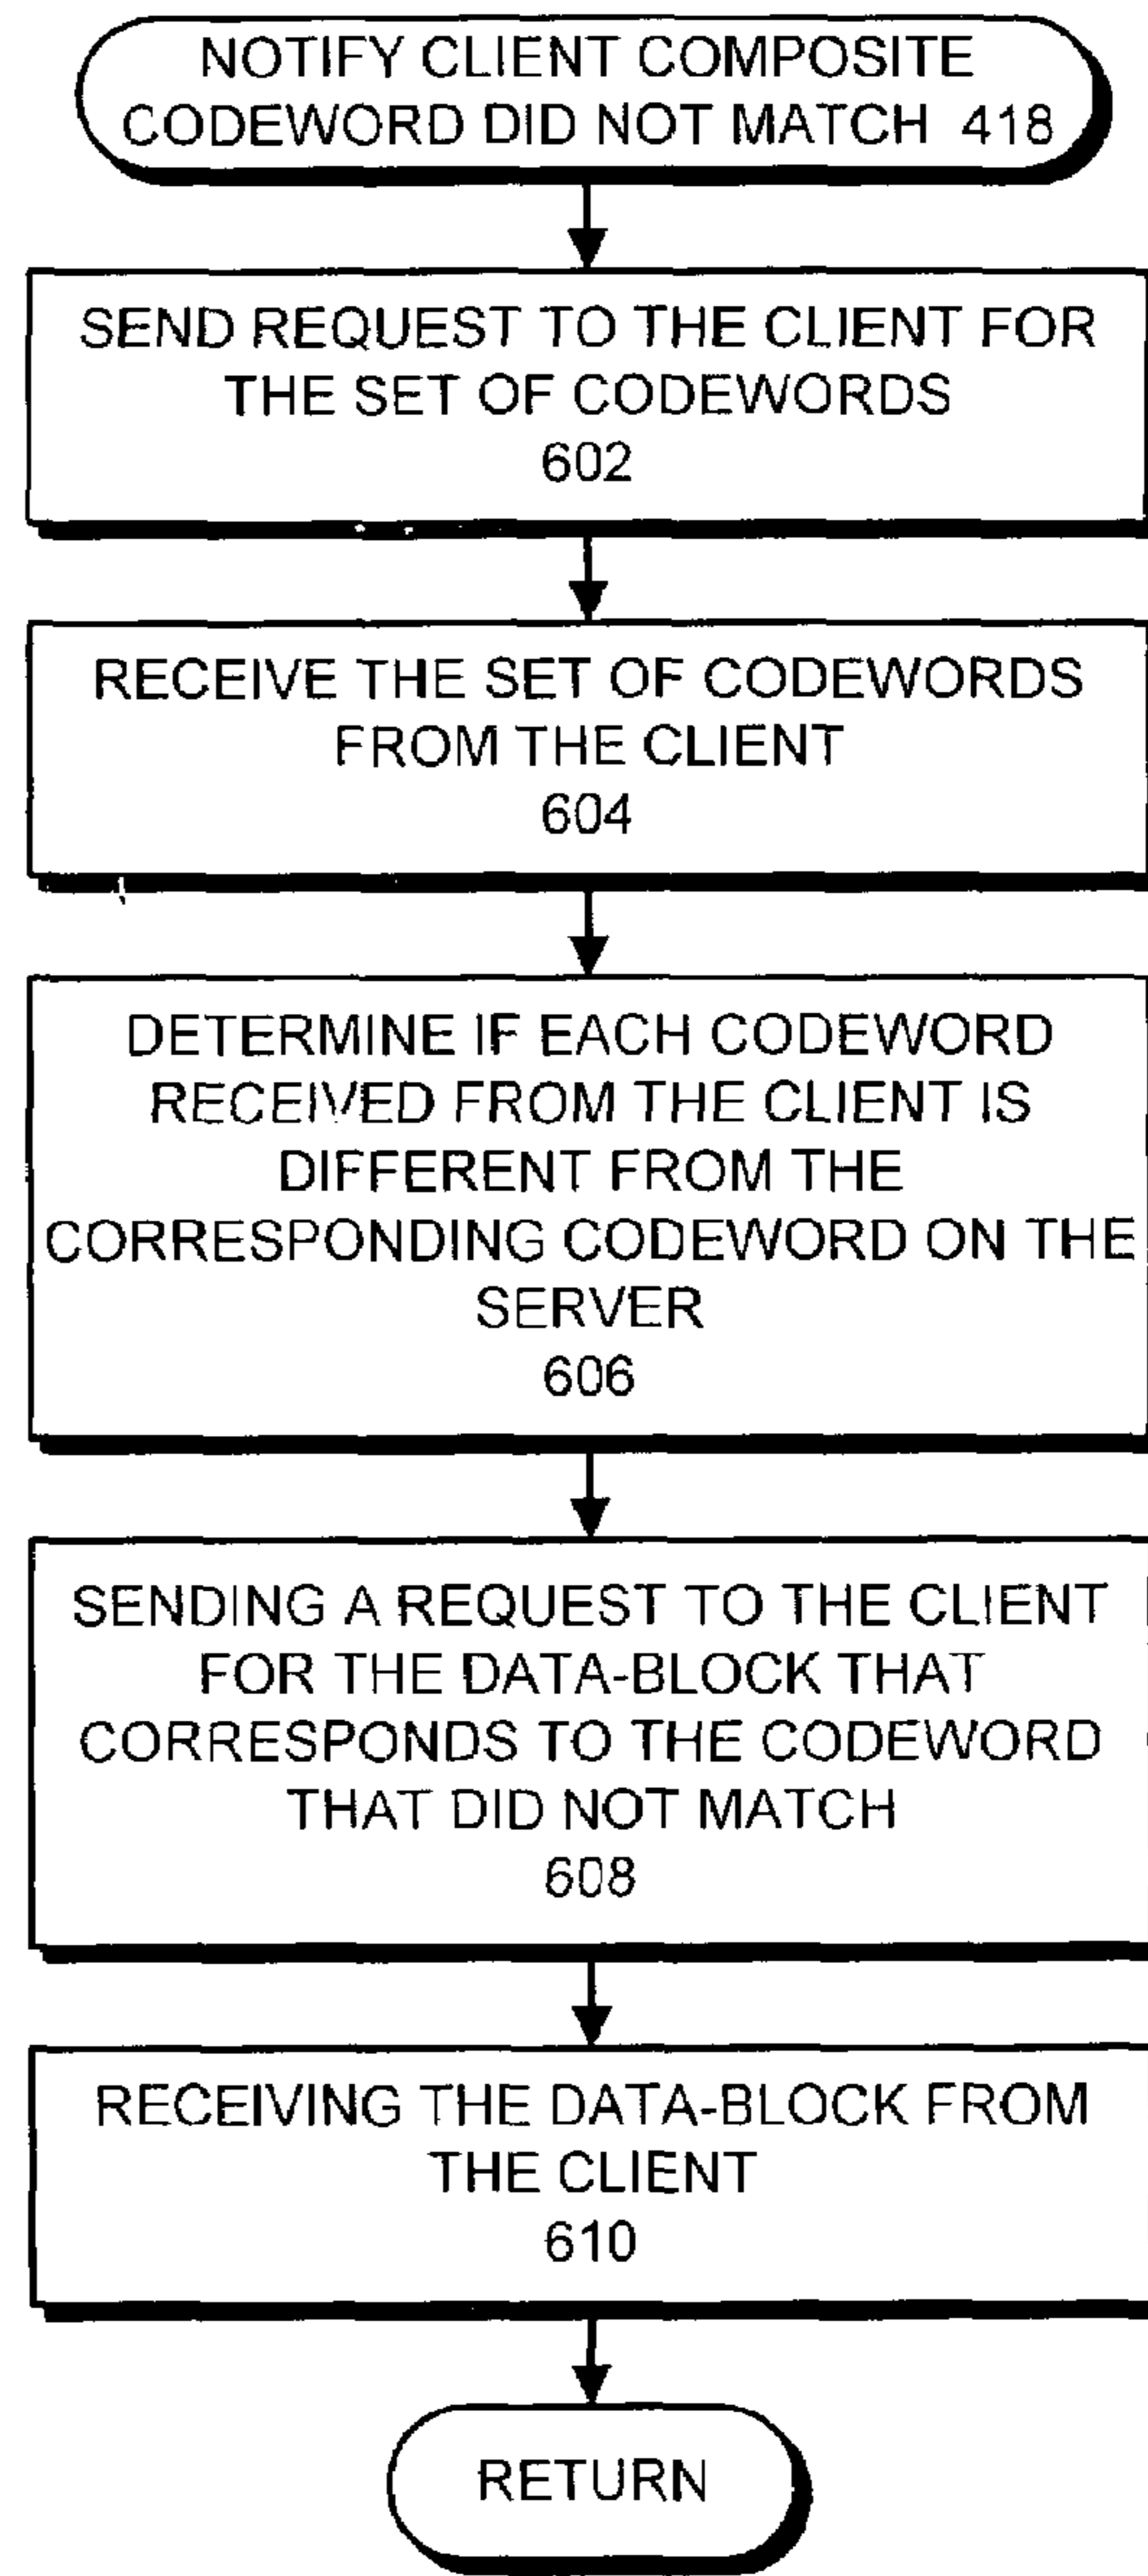 NOTIFY CLIENT COMPOSITE
CODEWORD DID NOT MATCH 418
SEND REQUEST TO THE CLIENT FOR
THE SET OF CODEWORDS
602
RECEIVE THE SET OF CODEWORDS
FROM THE CLIENT
604
DETERMINE IF EACH CODEWORD
RECEIVED FROM THE CLIENT IS
DIFFERENT FROM THE
CORRESPONDING CODEWORD ON THE
SERVER
606
SENDING A REQUEST TO THE CLIENT
FOR THE DATA-BLOCK THAT
CORRESPONDS TO THE CODEWORD
THAT DID NOT MATCH
608
RECEIVING THE DATA-BLOCK FROM
THE CLIENT
610
RETURN